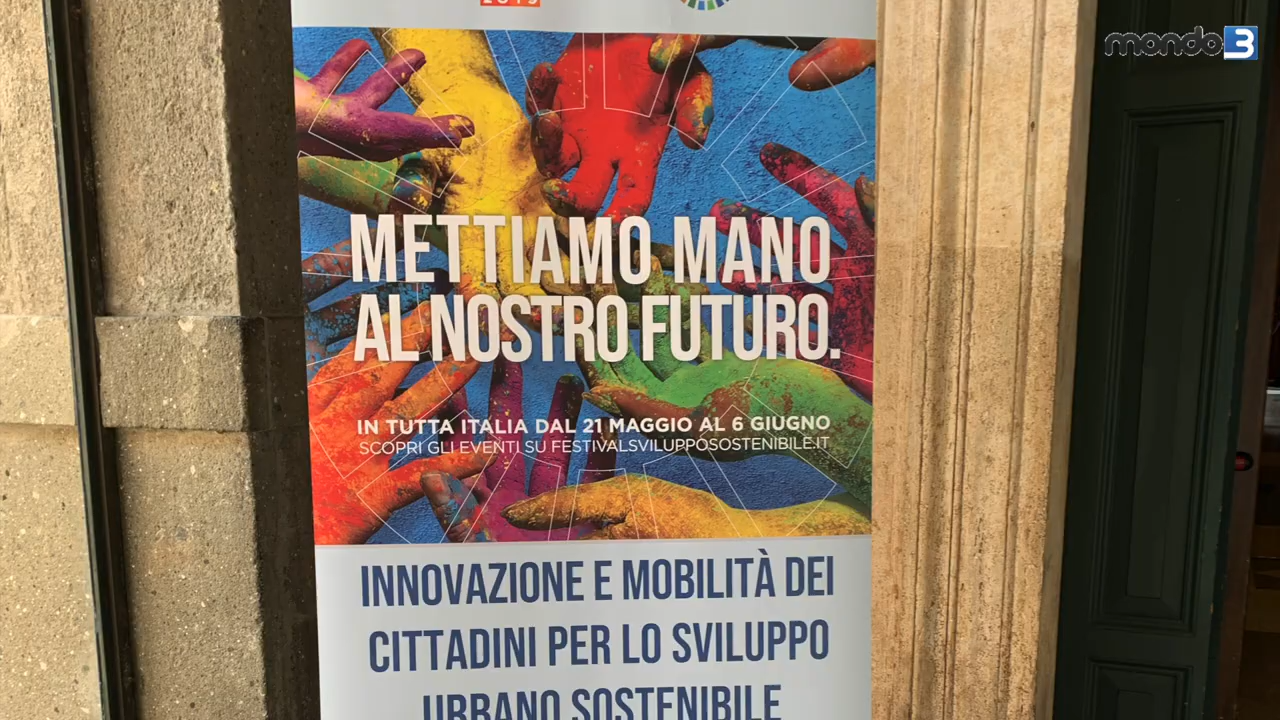 2019
mondo3
METTIAMO MANO
AL NOSTRO FUTURO.
IN TUTTA ITALIA DAL 21 MAGGIO AL 6 GIUGNO
SCOPRI GLI EVENTI SU FESTIVALSVILUPPOSOSTENIBILE.IT
INNOVAZIONE E MOBILITÀ DEI
CITTADINI PER LO SVILUPPO
URBANO SOSTENIBILE